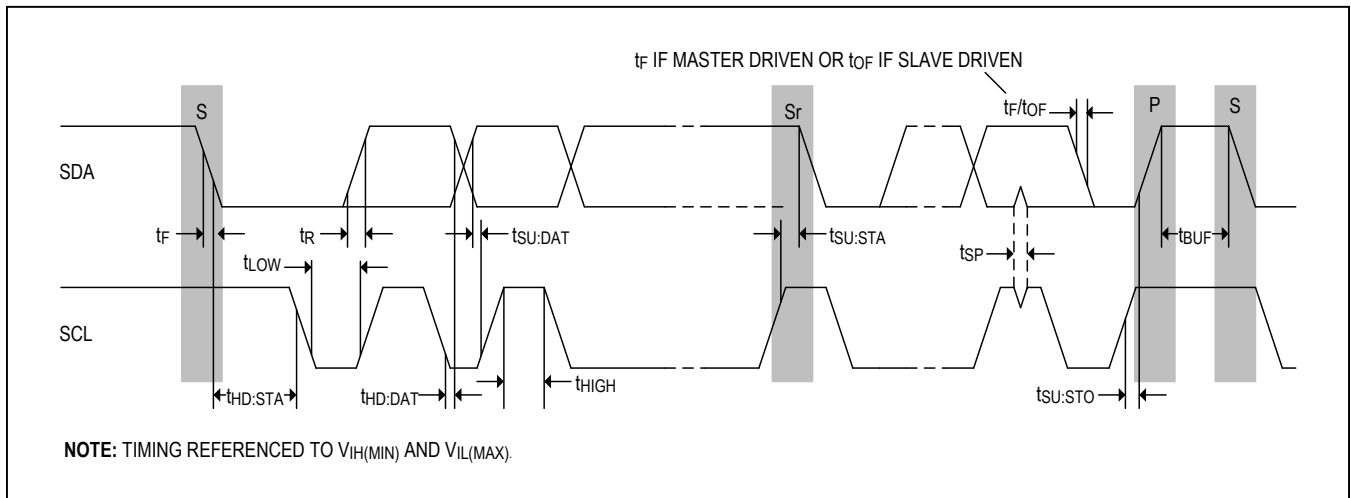 tF IF MASTER DRIVEN OR tOF IF SLAVE DRIVEN
S
Sr
tF/tOF
P
S
SDA
tF
tR
tSU:DAT
tSU:STA
tSP
tBUF
tLOW
SCL
tHD:STA
tHD:DAT
tHIGH
tSU:STO
NOTE: TIMING REFERENCED TO VIH(MIN) AND VIL(MAX).